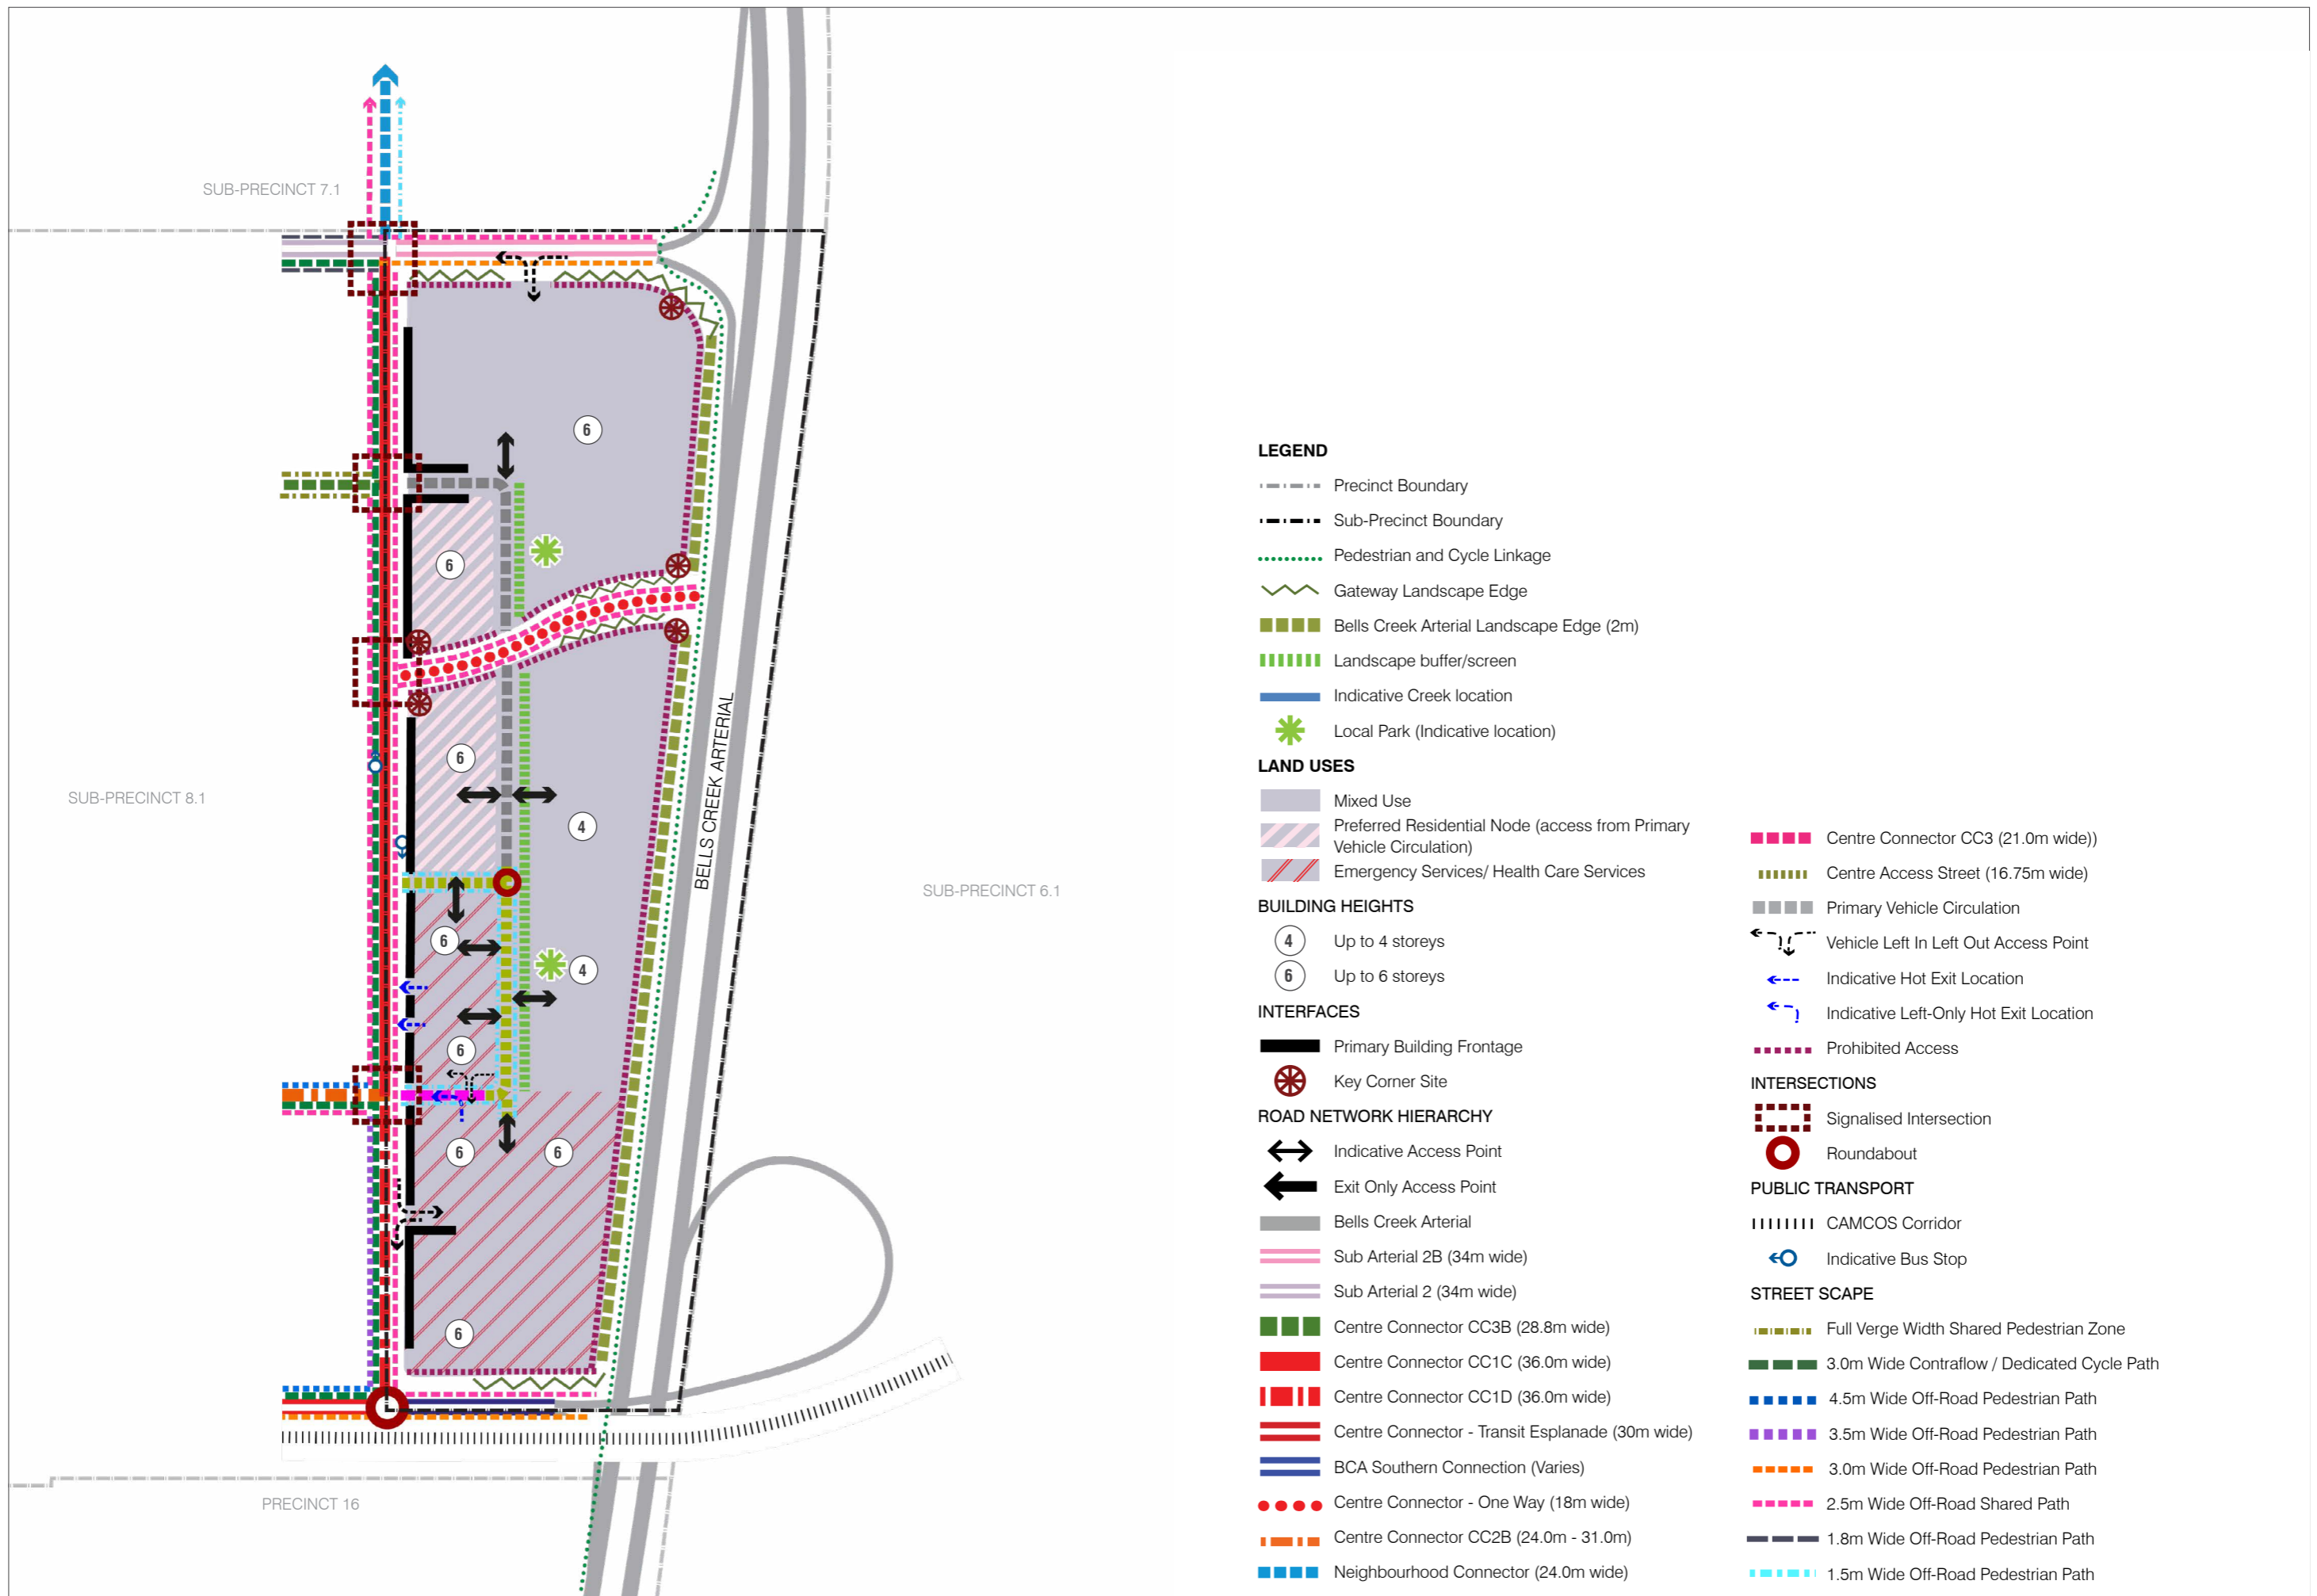 SUB-PRECINCT 7.1
6
6
6
SUB-PRECINCT 8.1
4
BELLS CREEK ARTERIAL
SUB-PRECINCT 6.1
6
4
6
6
6
6
PRECINCT 16
LEGEND
Precinct Boundary
Sub-Precinct Boundary
Pedestrian and Cycle Linkage
Gateway Landscape Edge
Bells Creek Arterial Landscape Edge (2m)
Landscape buffer/screen
Indicative Creek location
Local Park (Indicative location)
LAND USES
Mixed Use
Preferred Residential Node (access from Primary
Vehicle Circulation)
Emergency Services/ Health Care Services
BUILDING HEIGHTS
4 Up to 4 storeys
6 Up to 6 storeys
INTERFACES
Primary Building Frontage
Key Corner Site
ROAD NETWORK HIERARCHY
Indicative Access Point
Exit Only Access Point
Bells Creek Arterial
Sub Arterial 2B (34m wide)
Sub Arterial 2 (34m wide)
Centre Connector CC3B (28.8m wide)
Centre Connector CC1C (36.0m wide)
Centre Connector CC1D (36.0m wide)
Centre Connector - Transit Esplanade (30m wide)
BCA Southern Connection (Varies)
Centre Connector - One Way (18m wide)
Centre Connector CC2B (24.0m - 31.0m)
Neighbourhood Connector (24.0m wide)
Centre Connector CC3 (21.0m wide))
Centre Access Street (16.75m wide)
Primary Vehicle Circulation
Vehicle Left In Left Out Access Point
Indicative Hot Exit Location
Indicative Left-Only Hot Exit Location
Prohibited Access
INTERSECTIONS
Signalised Intersection
Roundabout
PUBLIC TRANSPORT
CAMCOS Corridor
Indicative Bus Stop
STREET SCAPE
Full Verge Width Shared Pedestrian Zone
3.0m Wide Contraflow / Dedicated Cycle Path
4.5m Wide Off-Road Pedestrian Path
3.5m Wide Off-Road Pedestrian Path
3.0m Wide Off-Road Pedestrian Path
2.5m Wide Off-Road Shared Path
1.8m Wide Off-Road Pedestrian Path
1.5m Wide Off-Road Pedestrian Path